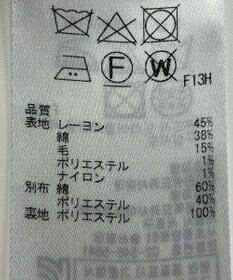 F
W
F13H
品質
表地 レーヨン 45%
綿 38%
毛 15%
ポリエステル 1%
ナイロン 1%
別布 綿 60%
ポリエステル 40%
裏地 ポリエステル 100%